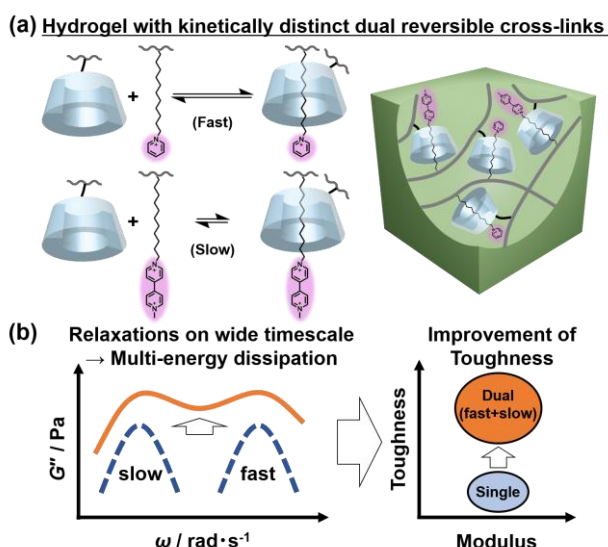 (a) Hydrogel with kinetically distinct dual reversible cross-links
+
(Fast)
N+
N+
+
(Slow)
N+
N+
N+
N+
(b) Relaxations on wide timescale
→ Multi-energy dissipation
G″ / Pa
slow
fast
ω / rad·s⁻¹
Improvement of
Toughness
Toughness
Dual
(fast+slow)
Single
Modulus